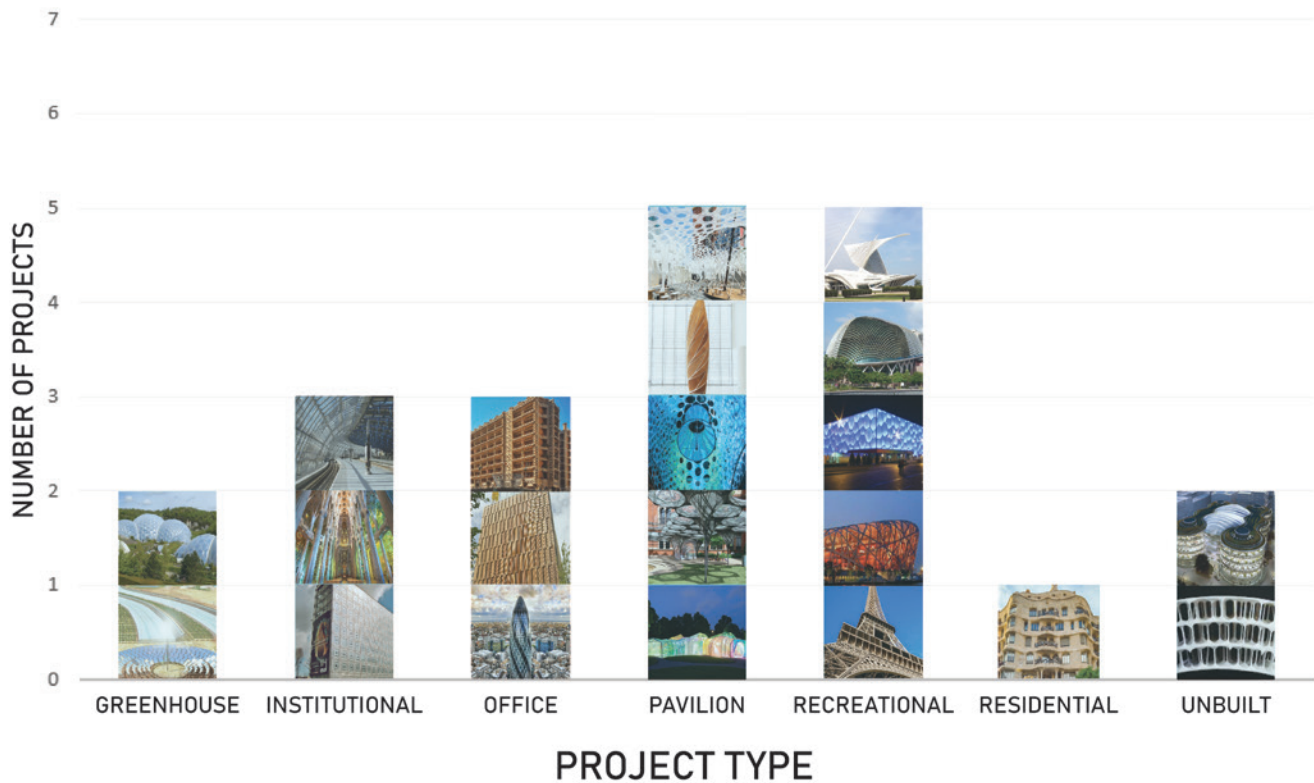 7
6
5
4
3
2
1
0
NUMBER OF PROJECTS
GREENHOUSE INSTITUTIONAL OFFICE PAVILION RECREATIONAL RESIDENTIAL UNBUILT
PROJECT TYPE